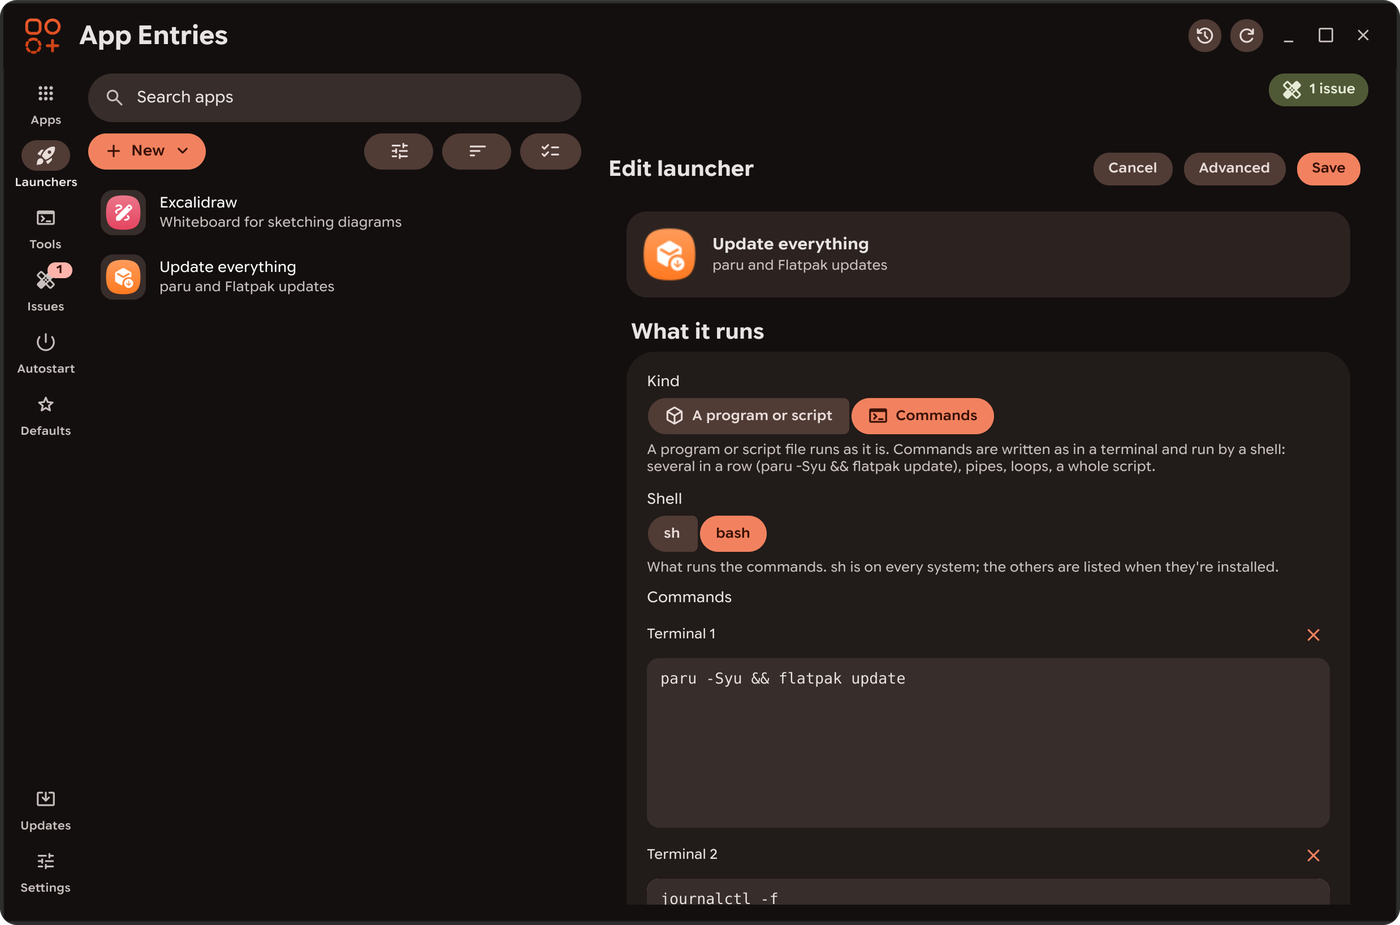 App Entries
Search apps
1 issue
Apps
New
Edit launcher
Cancel
Advanced
Save
Launchers
Excalidraw
Whiteboard for sketching diagrams
Tools
Update everything
paru and Flatpak updates
1
Issues
Autostart
Defaults
Updates
Settings
Update everything
paru and Flatpak updates
What it runs
Kind
A program or script
Commands
A program or script file runs as it is. Commands are written as in a terminal and run by a shell:
several in a row (paru -Syu && flatpak update), pipes, loops, a whole script.
Shell
sh
bash
What runs the commands. sh is on every system; the others are listed when they're installed.
Commands
Terminal 1
paru -Syu && flatpak update
Terminal 2
journalctl -f